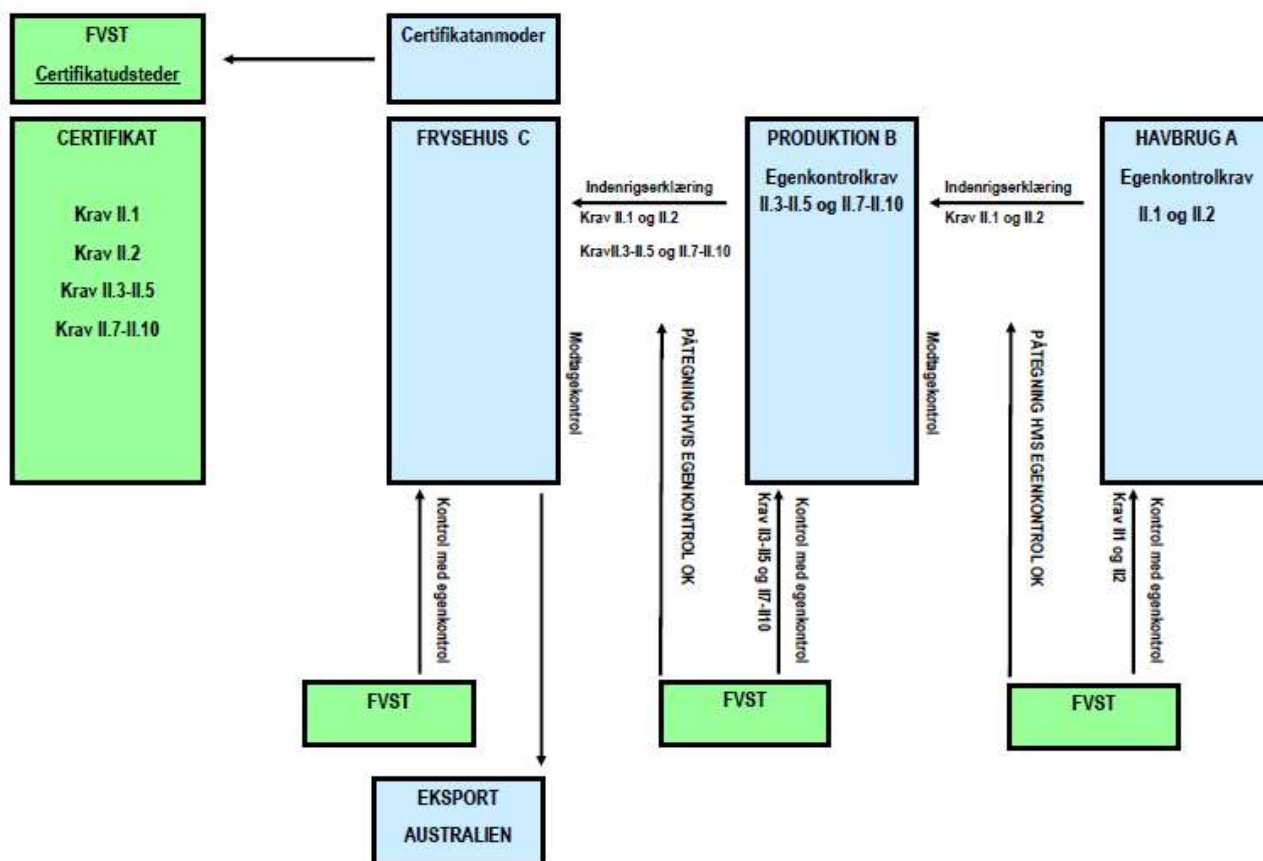 FVST
Certifikatudsteder
Certifikatanmoder
CERTIFIKAT
Krav II.1
Krav II.2
Krav II.3-II.5
Krav II.7-II.10
FRYSEHUS C
Indenrigserklæring
Krav II.1 og II.2
KravII.3-II.5 og II.7-II.10
Modtagekontrol
PRODUKTION B
Egenkontrolkrav
II.3-II.5 og II.7-II.10
Indenrigserklæring
Krav II.1 og II.2
Modtagekontrol
HAVBRUG A
Egenkontrolkrav
II.1 og II.2
Kontrol med egenkontrol
PÅTEGNING HVIS EGENKONTROL OK
Kontrol med egenkontrol
Krav II3-II5 og II7-II10
PÅTEGNING HVIS EGENKONTROL OK
Kontrol med egenkontrol
Krav II1 og II2
FVST
FVST
FVST
EKSPORT
AUSTRALIEN